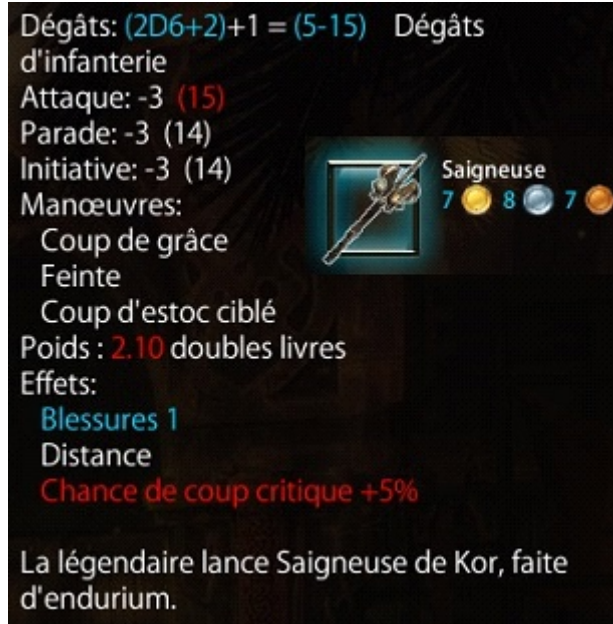 Dégâts: (2D6+2)+1 = (5-15) Dégâts
d'infanterie
Attaque: -3 (15)
Parade: -3 (14)
Initiative: -3 (14)
Saigneuse
7 8 7
Manœuvres:
Coup de grâce
Feinte
Coup d'estoc ciblé
Poids : 2.10 doubles livres
Effets:
Blessures 1
Distance
Chance de coup critique +5%
La légendaire lance Saigneuse de Kor, faite
d'endurium.